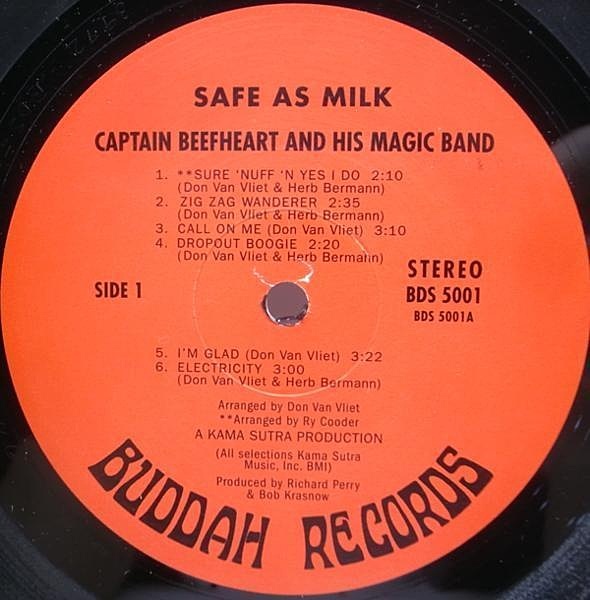 SAFE AS MILK
CAPTAIN BEEFHEART AND HIS MAGIC BAND
1. **SURE 'NUFF 'N YES I DO 2:10
(Don Van Vliet & Herb Bermann)
2. ZIG ZAG WANDERER 2:35
(Don Van Vliet & Herb Bermann)
3. CALL ON ME (Don Van Vliet) 3:10
4. DROPOUT BOOGIE 2:20
(Don Van Vliet & Herb Bermann)
SIDE 1
STEREO
BDS 5001
BDS 5001A
5. I'M GLAD (Don Van Vliet) 3:22
6. ELECTRICITY 3:00
(Don Van Vliet & Herb Bermann)
Arranged by Don Van Vliet
**Arranged by Ry Cooder
A KAMA SUTRA PRODUCTION
(All selections Kama Sutra
Music, Inc. BMI)
Produced by Richard Perry
& Bob Krasnow
BUDDAH RECORDS